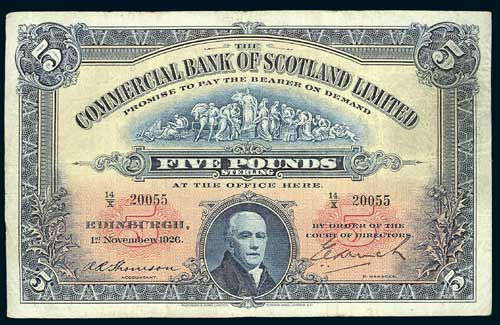 5
5
THE
COMMERCIAL BANK OF SCOTLAND LIMITED
PROMISE TO PAY THE BEARER ON DEMAND
FIVE POUNDS
STERLING
AT THE OFFICE HERE.
14/X 20055
14/X 20055
EDINBURGH,
1st November 1926.
BY ORDER OF THE
COURT OF DIRECTORS.
ACCOUNTANT.
P. MANAGER.
5
5